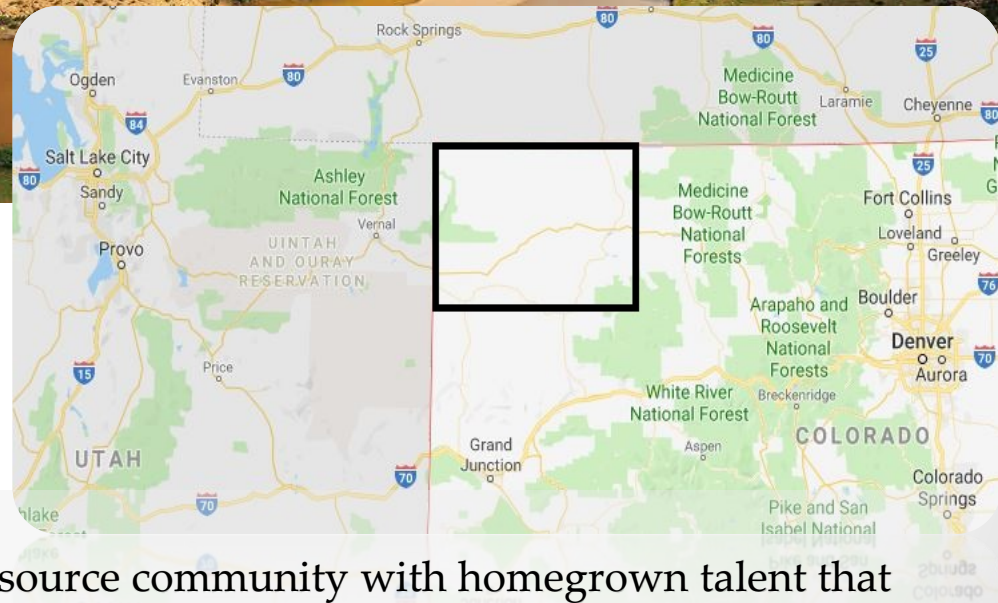 80
80
Rock Springs
25
Ogden
Evanston
80
Medicine
Bow-Routt
National Forest
Laramie
Cheyenne
80
84
Salt Lake City
80
Sandy
Ashley
National Forest
25
Fort Collins
Medicine
Bow-Routt
National
Forests
Vernal
Loveland
Greeley
Provo
UINTAH
AND OURAY
RESERVATION
76
Boulder
Arapaho and
Roosevelt
National
Forests
Denver
70
Aurora
15
Price
White River
National Forest
Breckenridge
COLORADO
Grand
Junction
Aspen
UTAH
70
Colorado
Springs
70
Pike and San
Isabel National
source community with homegrown talent that